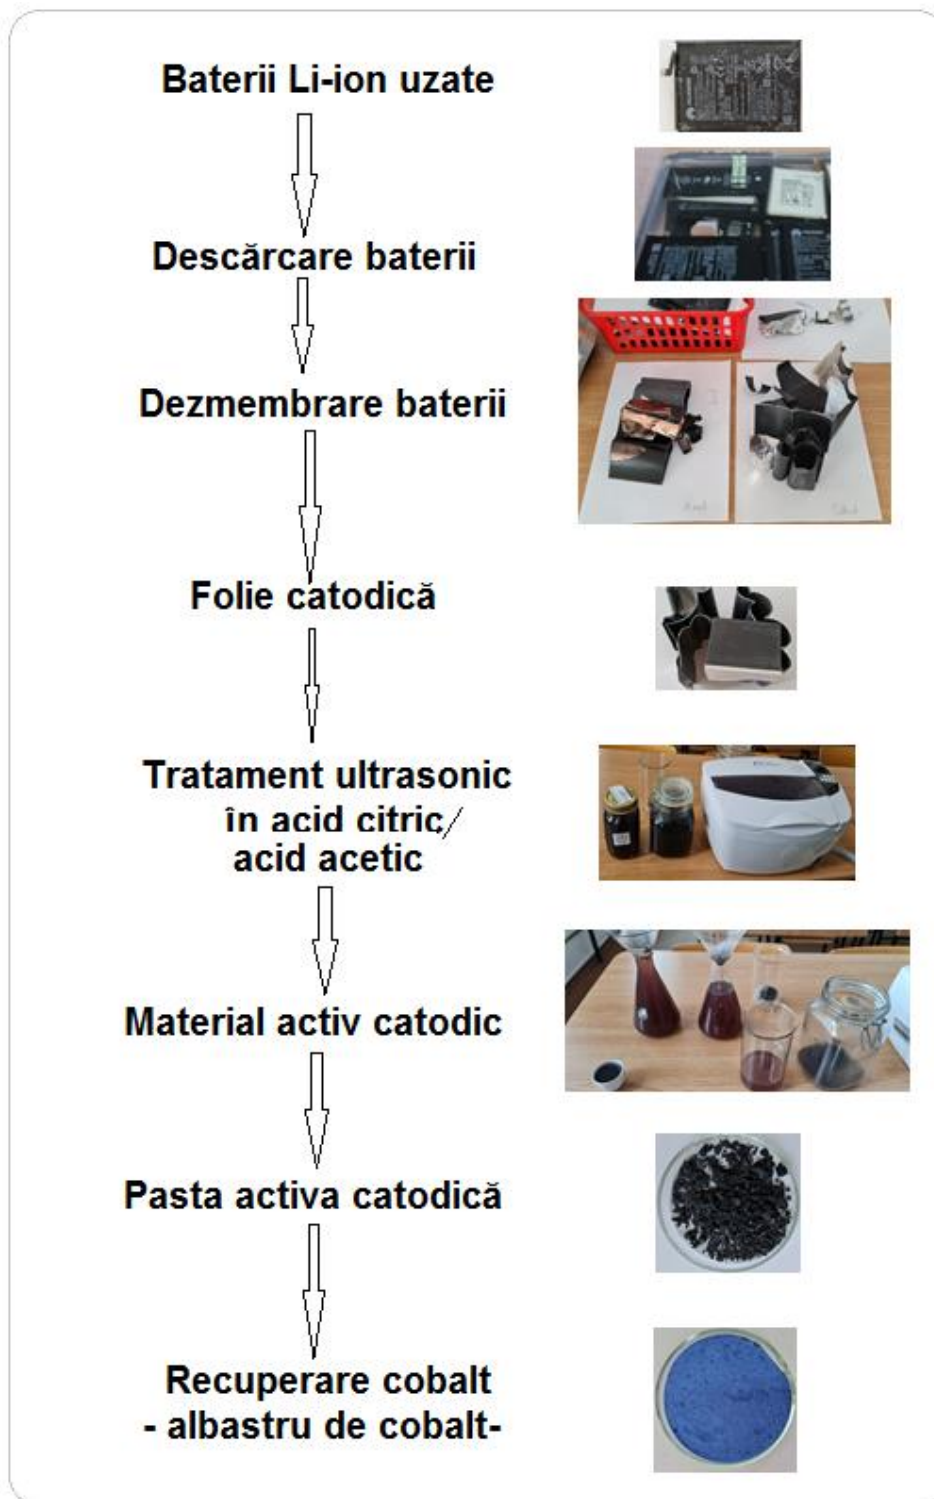 Baterii Li-ion uzate
Descărcare baterii
Dezmembrare baterii
Folie catodică
Tratament ultrasonic
în acid citric/
acid acetic
Material activ catodic
Pasta activa catodică
Recuperare cobalt
- albastru de cobalt-